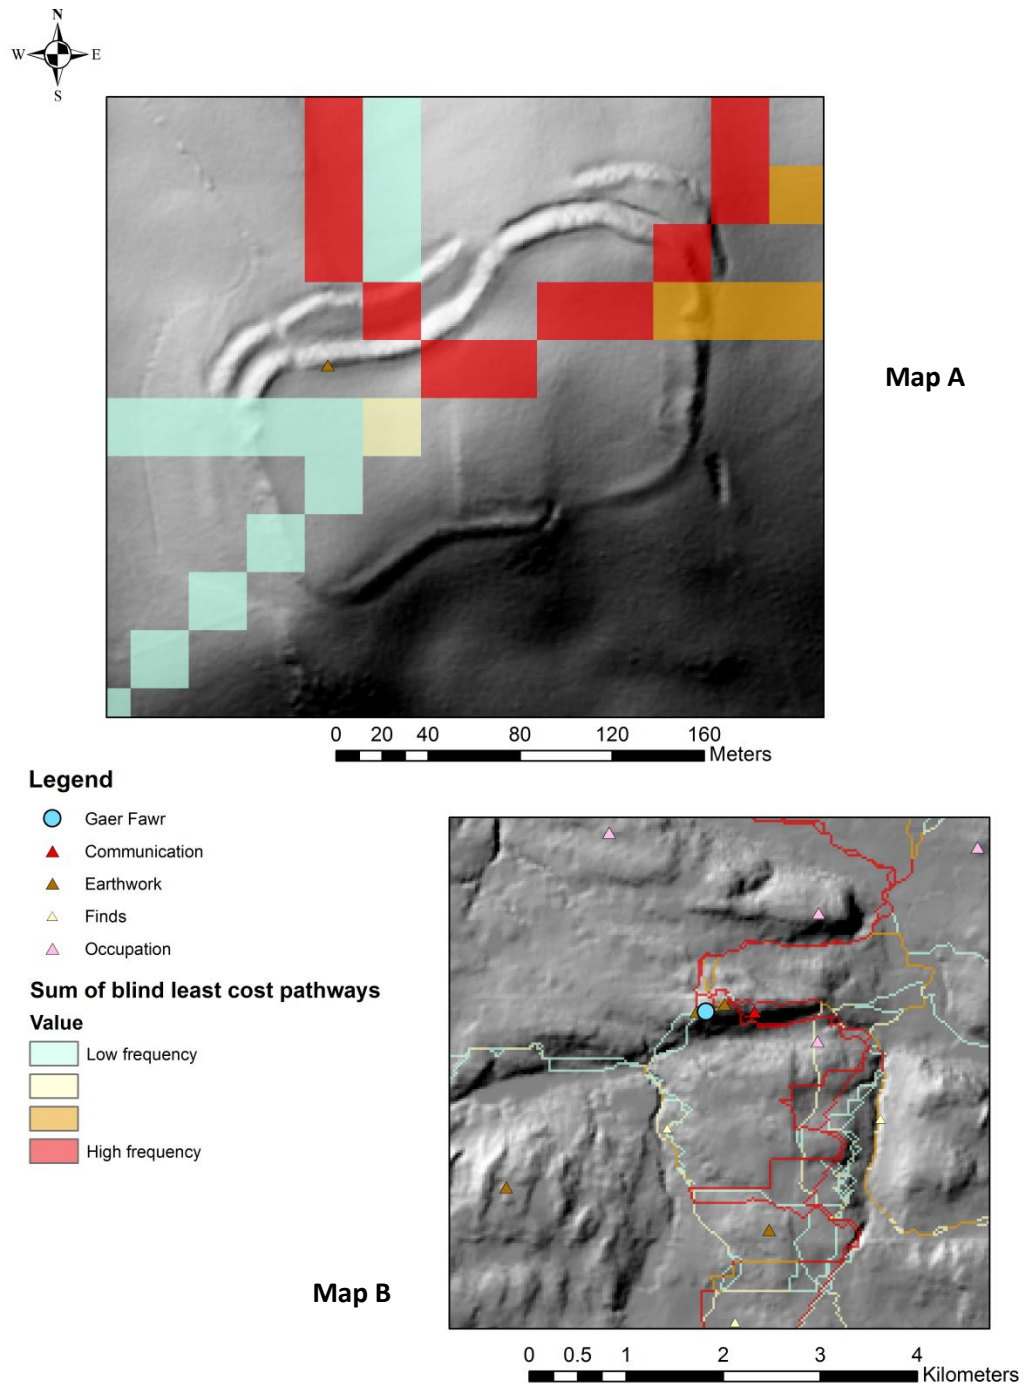 N
W E
S
Map A
0 20 40 80 120 160
Meters
Legend
Gaer Fawr
Communication
Earthwork
Finds
Occupation
Sum of blind least cost pathways
Value
Low frequency
High frequency
Map B
0 0.5 1 2 3 4
Kilometers